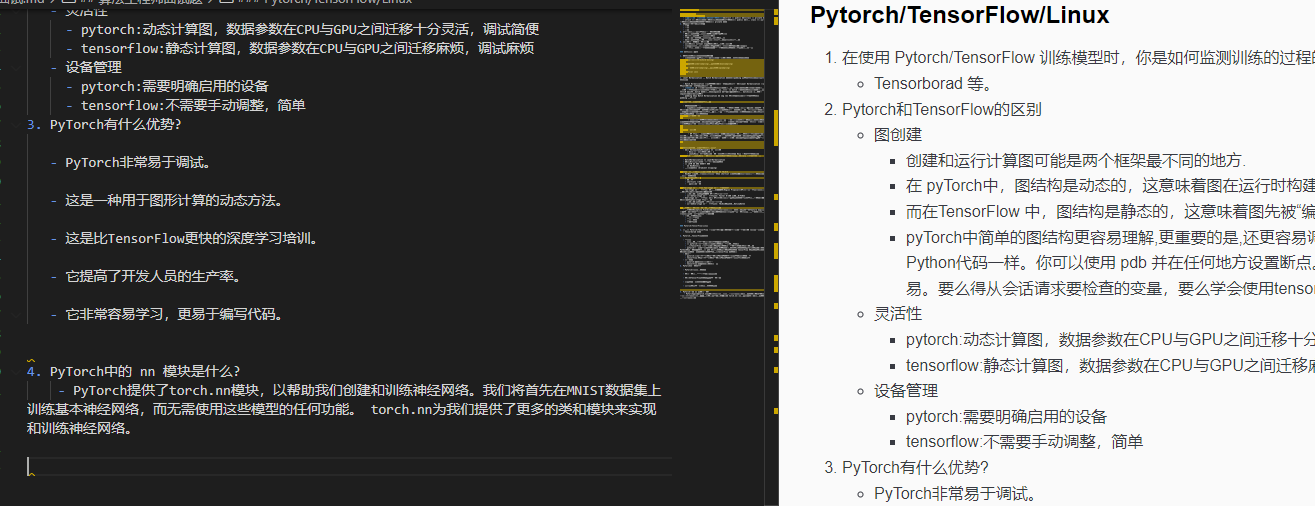 面试.md > ## 算法工程师面试题 > ### Pytorch/TensorFlow/Linux
- 灵活性
- pytorch:动态计算图，数据参数在CPU与GPU之间迁移十分灵活，调试简便
- tensorflow:静态计算图，数据参数在CPU与GPU之间迁移麻烦，调试麻烦
- 设备管理
- pytorch:需要明确启用的设备
- tensorflow:不需要手动调整，简单
3. PyTorch有什么优势?
- PyTorch非常易于调试。
- 这是一种用于图形计算的动态方法。
- 这是比TensorFlow更快的深度学习培训。
- 它提高了开发人员的生产率。
- 它非常容易学习，更易于编写代码。
4. PyTorch中的 nn 模块是什么?
- PyTorch提供了torch.nn模块，以帮助我们创建和训练神经网络。我们将首先在MNIST数据集上
训练基本神经网络，而无需使用这些模型的任何功能。 torch.nn为我们提供了更多的类和模块来实现
和训练神经网络。
Pytorch/TensorFlow/Linux
1. 在使用 Pytorch/TensorFlow 训练模型时，你是如何监测训练的过程的
Tensorborad 等。
2. Pytorch和TensorFlow的区别
图创建
创建和运行计算图可能是两个框架最不同的地方.
在 pyTorch中，图结构是动态的，这意味着图在运行时构建
而在TensorFlow 中，图结构是静态的，这意味着图先被“编
pyTorch中简单的图结构更容易理解,更重要的是,还更容易调
Python代码一样。你可以使用 pdb 并在任何地方设置断点。
易。要么得从会话请求要检查的变量，要么学会使用tensor
灵活性
pytorch:动态计算图，数据参数在CPU与GPU之间迁移十分
tensorflow:静态计算图，数据参数在CPU与GPU之间迁移麻
设备管理
pytorch:需要明确启用的设备
tensorflow:不需要手动调整，简单
3. PyTorch有什么优势?
PyTorch非常易于调试。